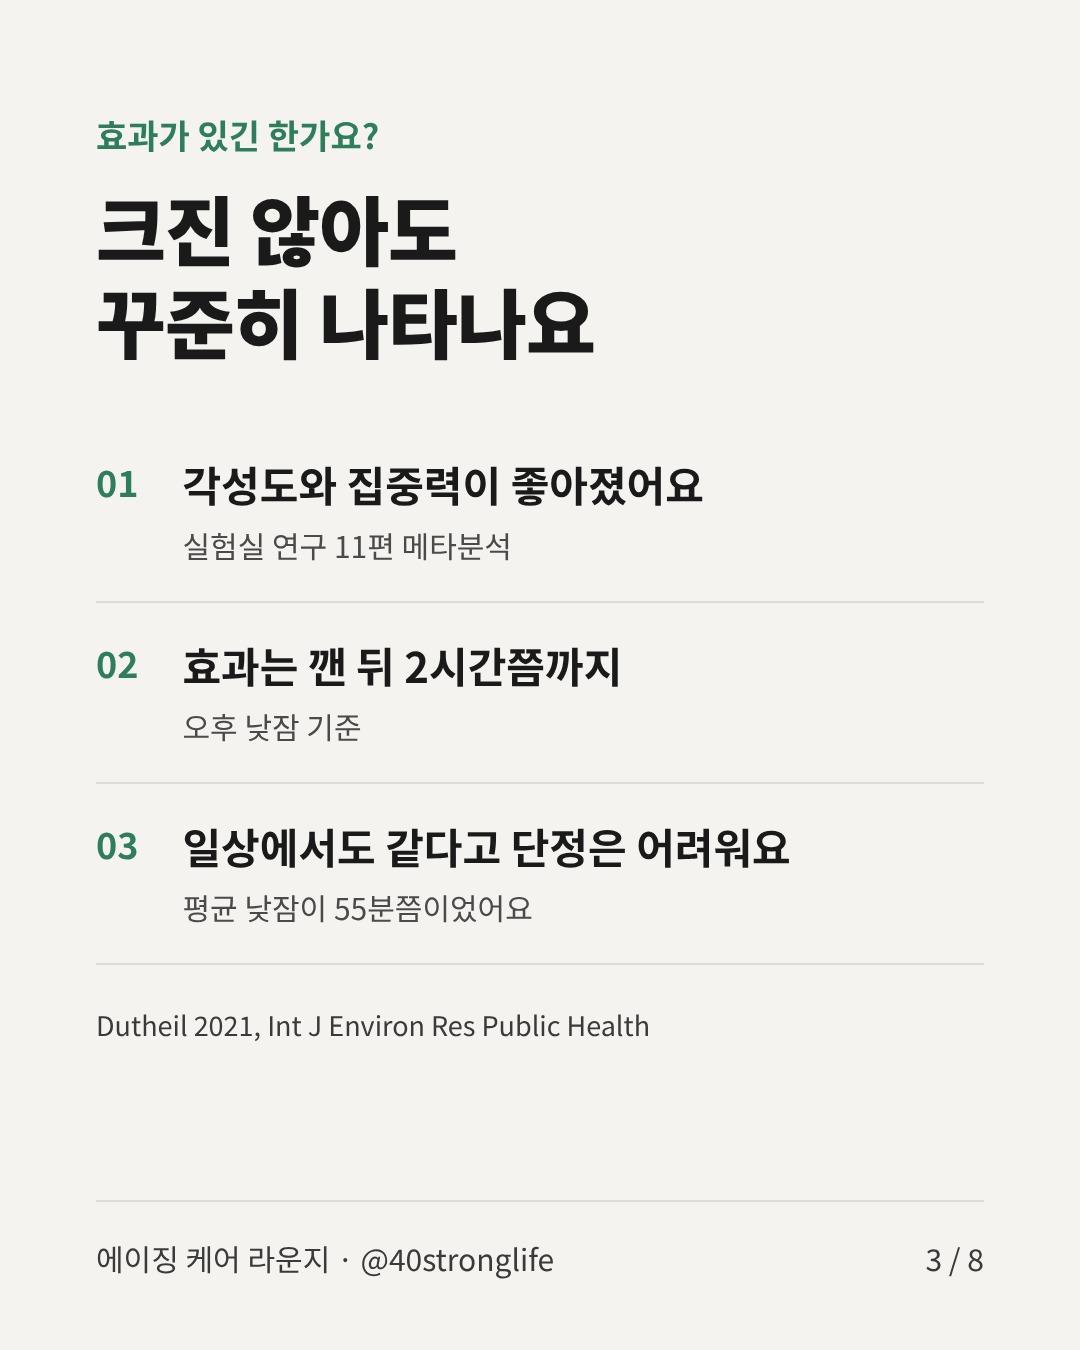 효과가 있긴 한가요?
크진 않아도
꾸준히 나타나요
01 각성도와 집중력이 좋아졌어요
실험실 연구 11편 메타분석
02 효과는 깬 뒤 2시간쯤까지
오후 낮잠 기준
03 일상에서도 같다고 단정은 어려워요
평균 낮잠이 55분쯤이었어요
Dutheil 2021, Int J Environ Res Public Health
에이징 케어 라운지 · @40stronglife 3 / 8